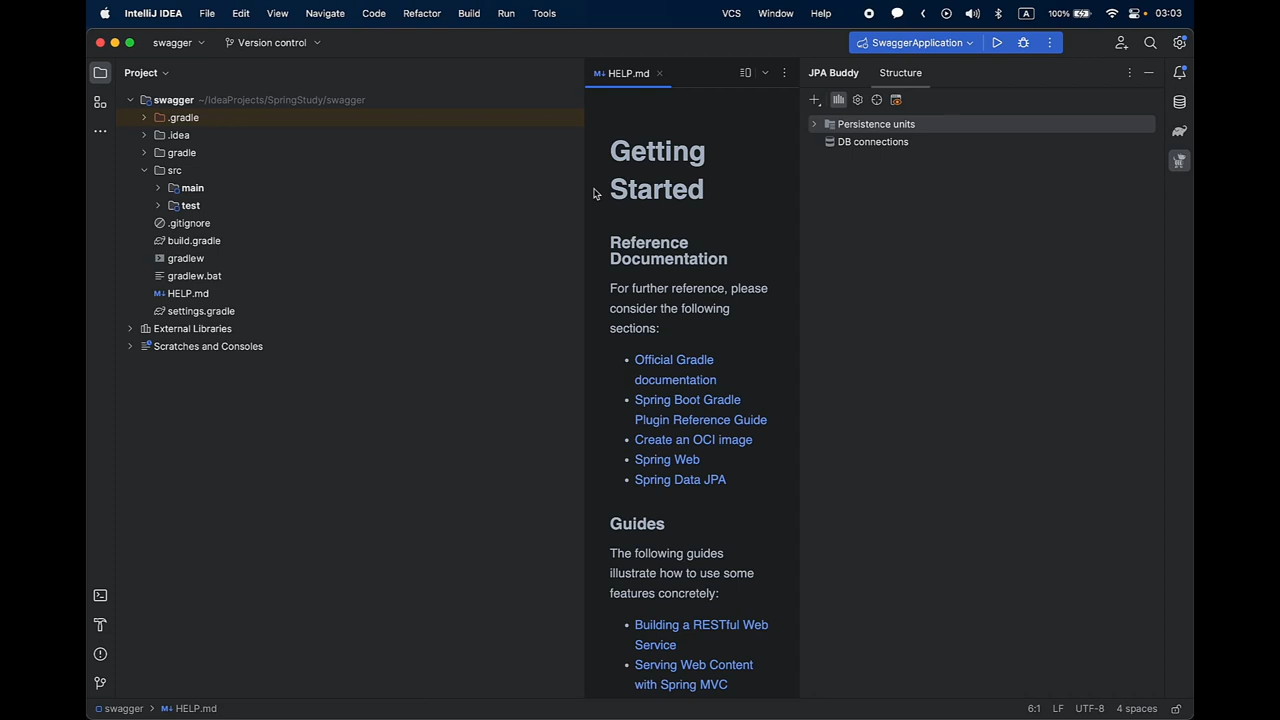 IntelliJ IDEA File Edit View Navigate Code Refactor Build Run Tools VCS Window Help A 100% 03:03
swagger Version control SwaggerApplication
Project
HELP.md
JPA Buddy Structure
swagger ~/IdeaProjects/SpringStudy/swagger
.gradle
.idea
gradle
src
main
test
.gitignore
build.gradle
gradlew
gradlew.bat
M↓ HELP.md
settings.gradle
External Libraries
Scratches and Consoles
Getting
Started
Reference
Documentation
For further reference, please
consider the following
sections:
• Official Gradle
documentation
• Spring Boot Gradle
Plugin Reference Guide
• Create an OCI image
• Spring Web
• Spring Data JPA
Guides
The following guides
illustrate how to use some
features concretely:
• Building a RESTful Web
Service
• Serving Web Content
with Spring MVC
Persistence units
DB connections
swagger > M↓ HELP.md 6:1 LF UTF-8 4 spaces